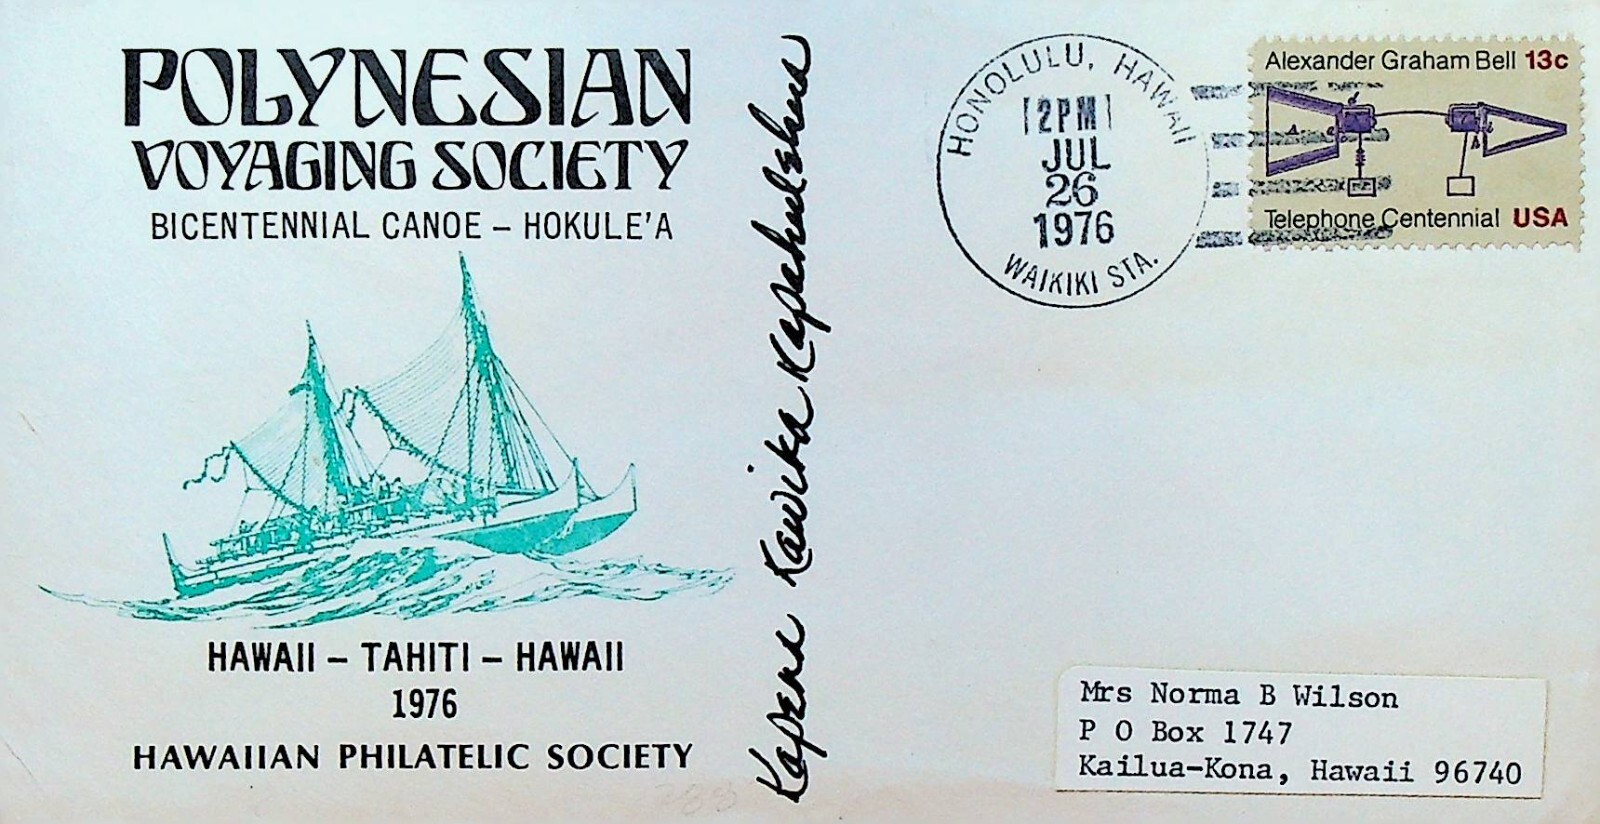 POLYNESIAN
VOYAGING SOCIETY
BICENTENNIAL CANOE – HOKULE'A
HAWAII – TAHITI – HAWAII
1976
HAWAIIAN PHILATELIC SOCIETY
Kapena Kawika Kapahulehua
HONOLULU, HAWAII
2PM
JUL
26
1976
WAIKIKI STA.
Alexander Graham Bell 13c
Telephone Centennial USA
Mrs Norma B Wilson
P O Box 1747
Kailua-Kona, Hawaii 96740